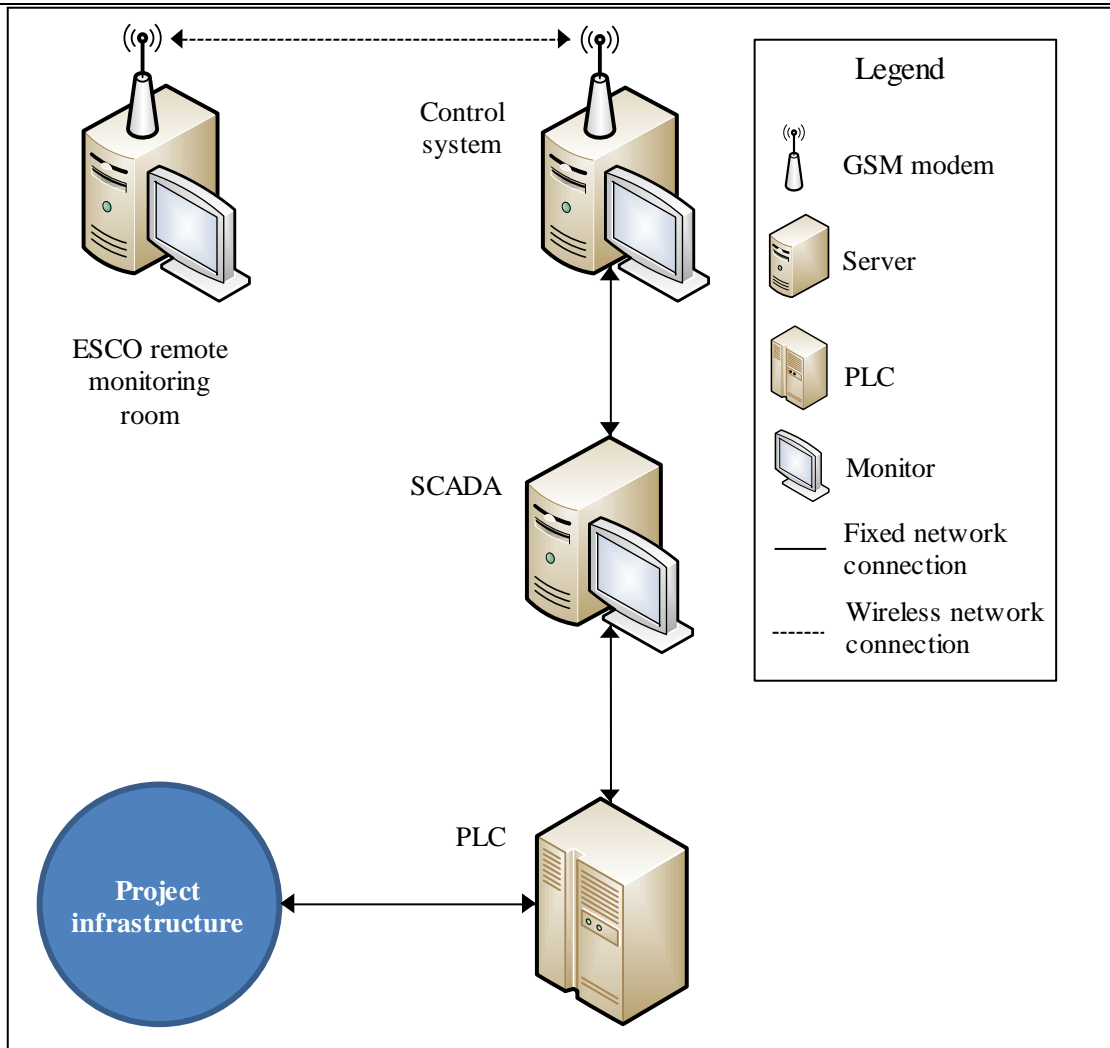 Control
system
ESCO remote
monitoring
room
SCADA
PLC
Project
infrastructure
Legend
GSM modem
Server
PLC
Monitor
Fixed network
connection
Wireless network
connection